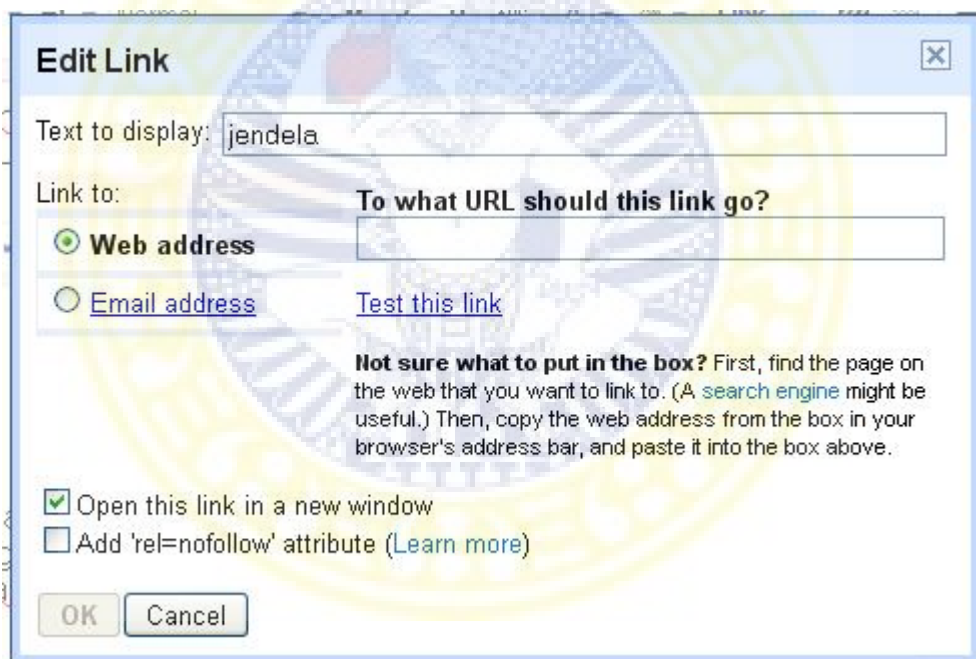 Edit Link
Text to display: jendela
Link to:
To what URL should this link go?
Web address
Email address
Test this link
Not sure what to put in the box? First, find the page on
the web that you want to link to. (A search engine might be
useful.) Then, copy the web address from the box in your
browser's address bar, and paste it into the box above.
Open this link in a new window
Add 'rel=nofollow' attribute (Learn more)
OK Cancel